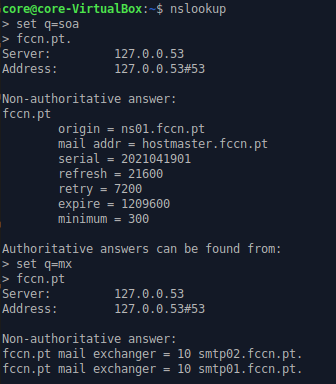 core@core-VirtualBox:~$ nslookup
> set q=soa
> fccn.pt.
Server:         127.0.0.53
Address:        127.0.0.53#53

Non-authoritative answer:
fccn.pt
        origin = ns01.fccn.pt
        mail addr = hostmaster.fccn.pt
        serial = 2021041901
        refresh = 21600
        retry = 7200
        expire = 1209600
        minimum = 300

Authoritative answers can be found from:
> set q=mx
> fccn.pt
Server:         127.0.0.53
Address:        127.0.0.53#53

Non-authoritative answer:
fccn.pt mail exchanger = 10 smtp02.fccn.pt.
fccn.pt mail exchanger = 10 smtp01.fccn.pt.